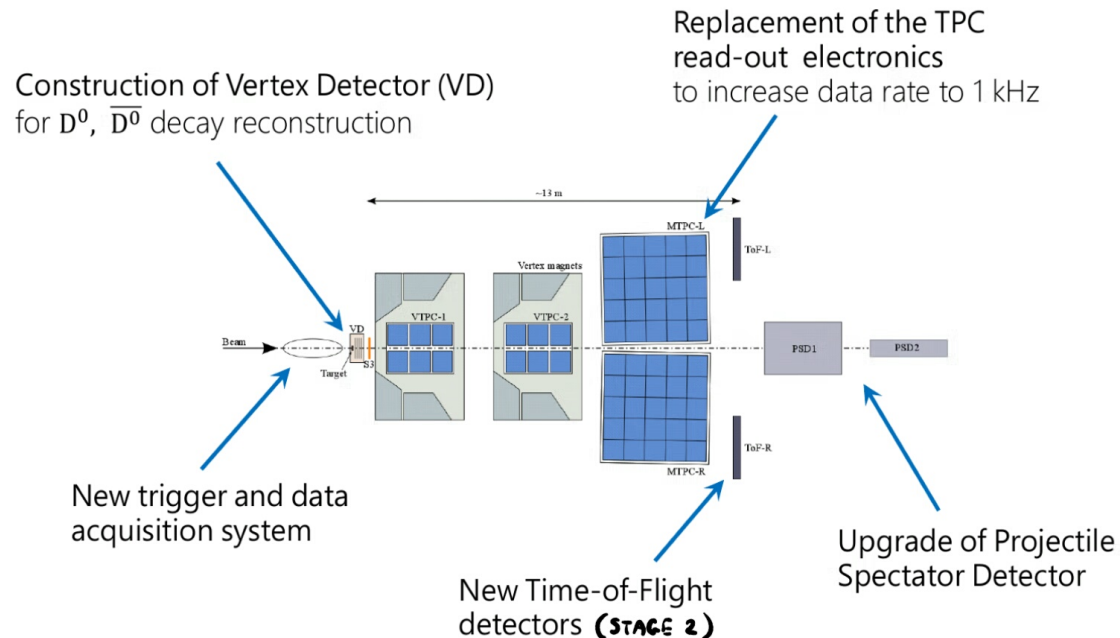 Replacement of the TPC
read-out electronics
to increase data rate to 1 kHz
Construction of Vertex Detector (VD)
for D⁰, D̅⁰ decay reconstruction
~13 m
MTPC-L
ToF-L
Vertex magnets
VTPC-1
VTPC-2
VD
Beam
Target
S3
PSD1
PSD2
ToF-R
MTPC-R
New trigger and data
acquisition system
Upgrade of Projectile
Spectator Detector
New Time-of-Flight
detectors (STAGE 2)